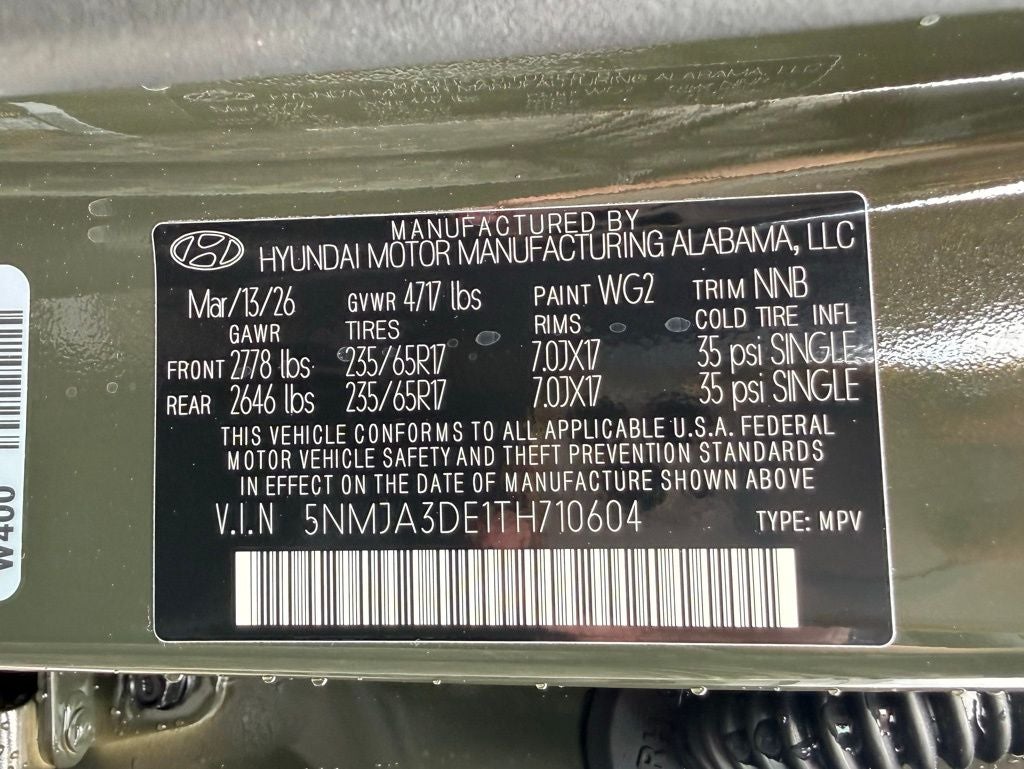 MANUFACTURED BY
HYUNDAI MOTOR MANUFACTURING ALABAMA, LLC
Mar/13/26 GVWR 4717 lbs PAINT WG2 TRIM NNB
GAWR TIRES RIMS COLD TIRE INFL
FRONT 2778 lbs 235/65R17 7.0JX17 35 psi SINGLE
REAR 2646 lbs 235/65R17 7.0JX17 35 psi SINGLE
THIS VEHICLE CONFORMS TO ALL APPLICABLE U.S.A. FEDERAL
MOTOR VEHICLE SAFETY AND THEFT PREVENTION STANDARDS
IN EFFECT ON THE DATE OF MANUFACTURE SHOWN ABOVE
V.I.N 5NMJA3DE1TH710604 TYPE: MPV
W400